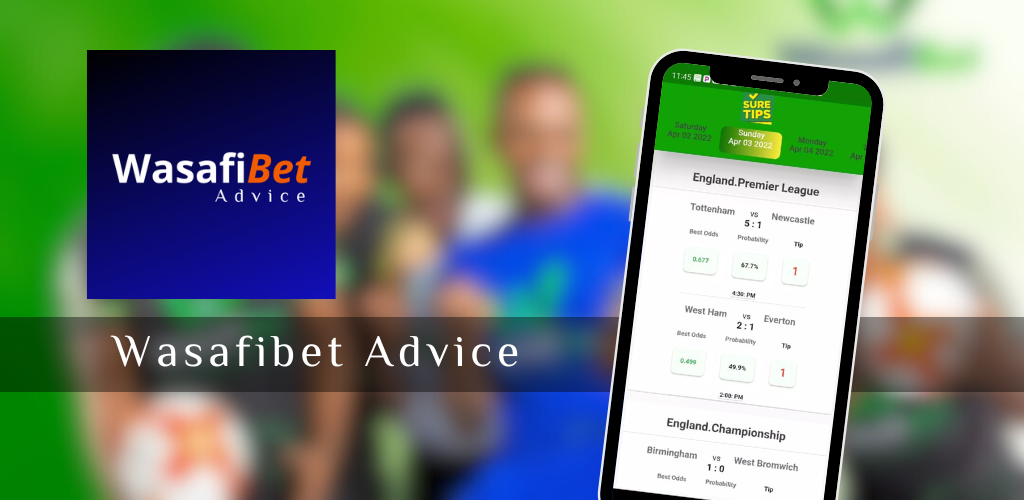 WasafiBet
Advice
Wasafibet Advice
11:45
SURE
TIPS
Saturday
Apr 02 2022
Sunday
Apr 03 2022
Monday
Apr 04 2022
Apr
England.Premier League
Tottenham vs Newcastle
5 : 1
Best Odds Probability Tip
0.677 67.7% 1
4:30: PM
West Ham vs Everton
2 : 1
Best Odds Probability Tip
0.499 49.9% 1
2:00: PM
England.Championship
Birmingham vs West Bromwich
1 : 0
Best Odds Probability Tip